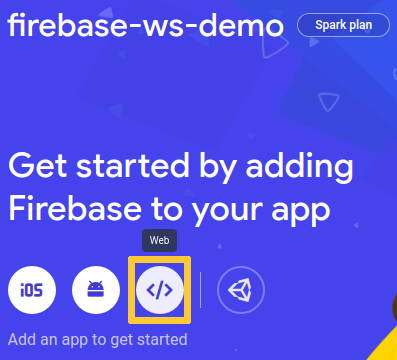 firebase-ws-demo Spark plan
Get started by adding
Firebase to your app
Web
iOS </>
Add an app to get started